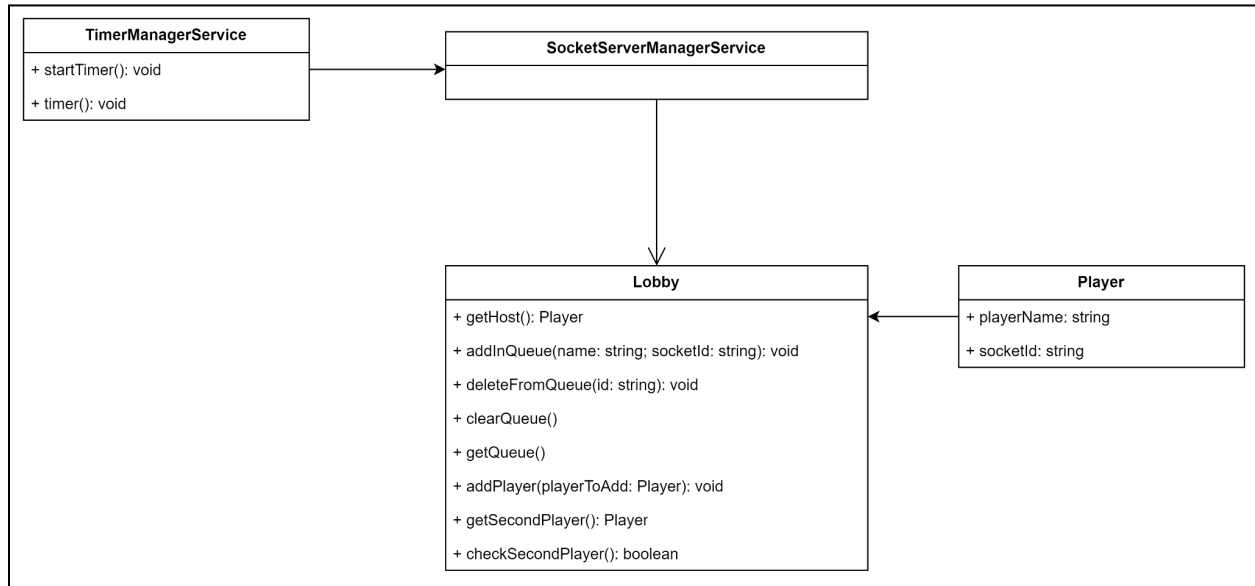 TimerManagerService
+ startTimer(): void
+ timer(): void
SocketServerManagerService
Lobby
+ getHost(): Player
+ addInQueue(name: string; socketId: string): void
+ deleteFromQueue(id: string): void
+ clearQueue()
+ getQueue()
+ addPlayer(playerToAdd: Player): void
+ getSecondPlayer(): Player
+ checkSecondPlayer(): boolean
Player
+ playerName: string
+ socketId: string